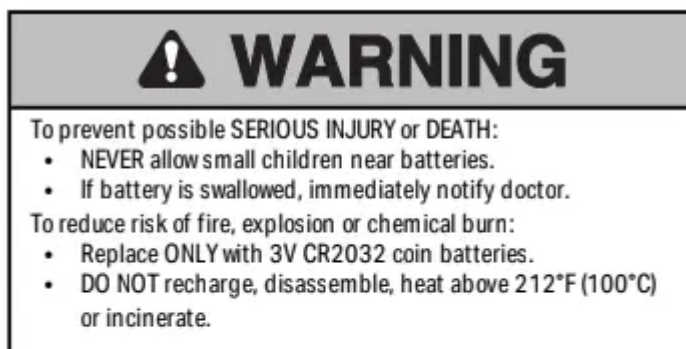 WARNING
To prevent possible SERIOUS INJURY or DEATH:
• NEVER allow small children near batteries.
• If battery is swallowed, immediately notify doctor.
To reduce risk of fire, explosion or chemical burn:
• Replace ONLY with 3V CR2032 coin batteries.
• DO NOT recharge, disassemble, heat above 212°F (100°C)
or incinerate.